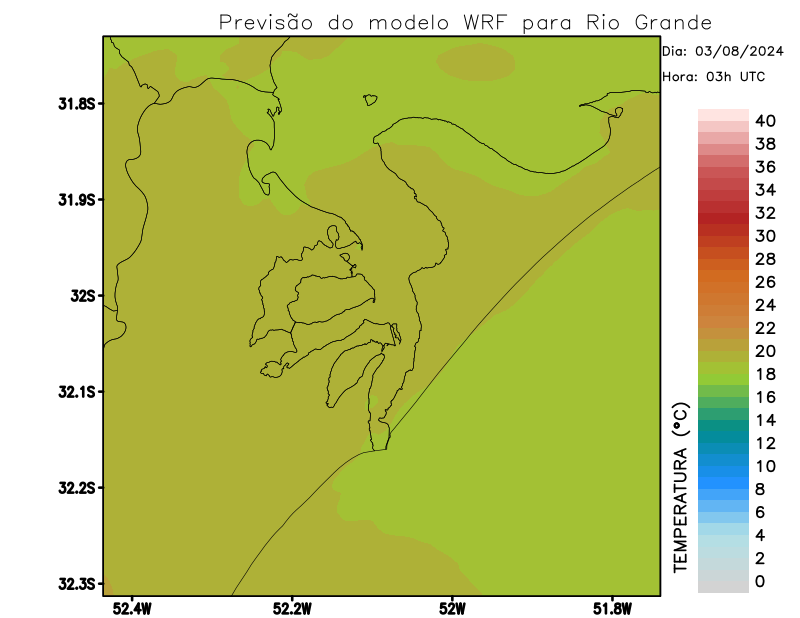 Previsão do modelo WRF para Rio Grande
Dia: 03/08/2024
Hora: 03h UTC
31.8S
31.9S
32S
32.1S
32.2S
32.3S
52.4W
52.2W
52W
51.8W
TEMPERATURA (°C)
40
38
36
34
32
30
28
26
24
22
20
18
16
14
12
10
8
6
4
2
0